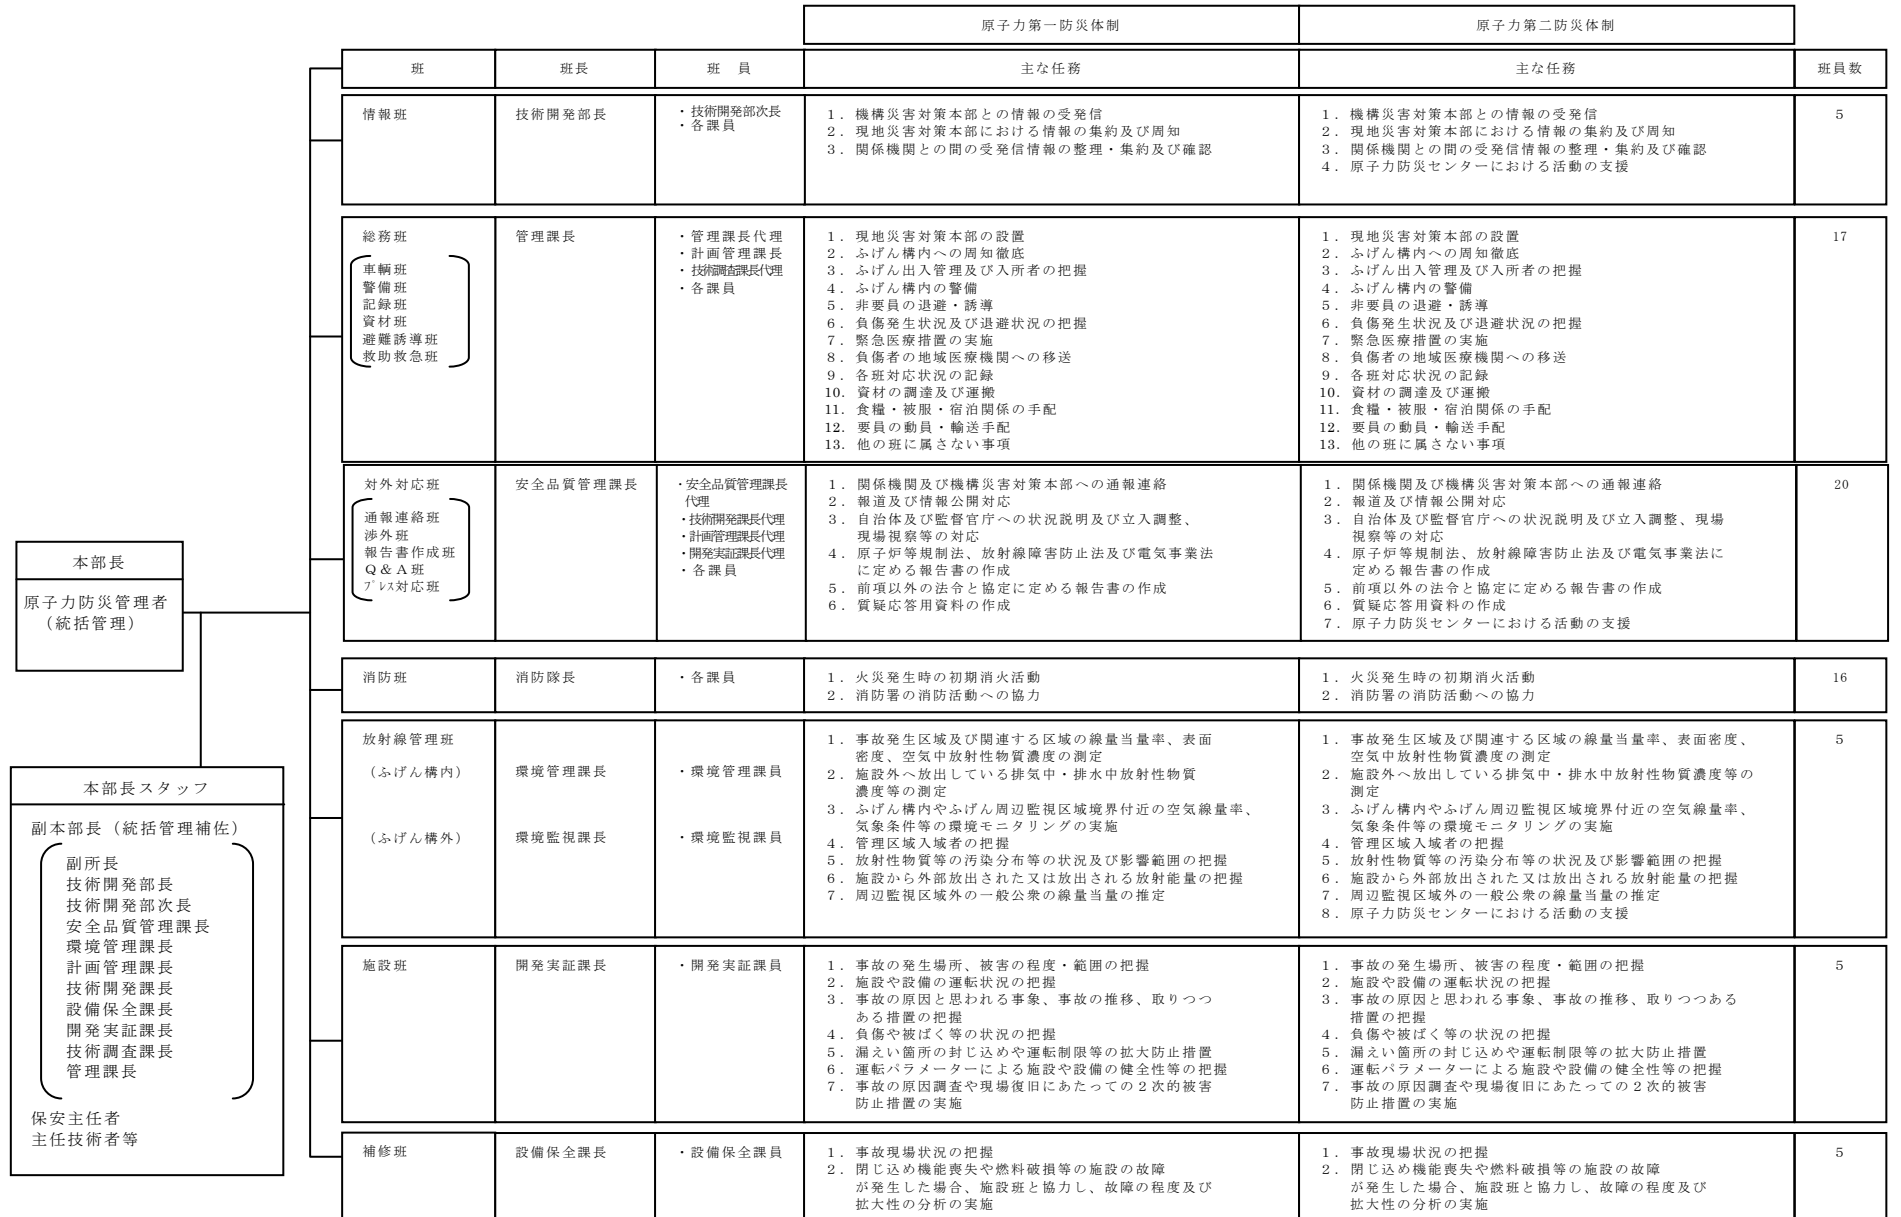 原子力第一防災体制
原子力第二防災体制
班
班長
班　員
主な任務
主な任務
班員数
情報班
技術開発部長
・技術開発部次長
・各課員
1．機構災害対策本部との情報の受発信
2．現地災害対策本部における情報の集約及び周知
3．関係機関との間の受発信情報の整理・集約及び確認
1．機構災害対策本部との情報の受発信
2．現地災害対策本部における情報の集約及び周知
3．関係機関との間の受発信情報の整理・集約及び確認
4．原子力防災センターにおける活動の支援
5
総務班
車輌班
警備班
記録班
資材班
避難誘導班
救助救急班
管理課長
・管理課長代理
・計画管理課長
・技術調査課長代理
・各課員
1．現地災害対策本部の設置
2．ふげん構内への周知徹底
3．ふげん出入管理及び入所者の把握
4．ふげん構内の警備
5．非要員の退避・誘導
6．負傷発生状況及び退避状況の把握
7．緊急医療措置の実施
8．負傷者の地域医療機関への移送
9．各班対応状況の記録
10．資材の調達及び運搬
11．食糧・被服・宿泊関係の手配
12．要員の動員・輸送手配
13．他の班に属さない事項
1．現地災害対策本部の設置
2．ふげん構内への周知徹底
3．ふげん出入管理及び入所者の把握
4．ふげん構内の警備
5．非要員の退避・誘導
6．負傷発生状況及び退避状況の把握
7．緊急医療措置の実施
8．負傷者の地域医療機関への移送
9．各班対応状況の記録
10．資材の調達及び運搬
11．食糧・被服・宿泊関係の手配
12．要員の動員・輸送手配
13．他の班に属さない事項
17
対外対応班
通報連絡班
渉外班
報告書作成班
Q＆A班
ﾌﾟﾚｽ対応班
安全品質管理課長
・安全品質管理課長
代理
・技術開発課長代理
・計画管理課長代理
・開発実証課長代理
・各課員
1．関係機関及び機構災害対策本部への通報連絡
2．報道及び情報公開対応
3．自治体及び監督官庁への状況説明及び立入調整、
現場視察等の対応
4．原子炉等規制法、放射線障害防止法及び電気事業法
に定める報告書の作成
5．前項以外の法令と協定に定める報告書の作成
6．質疑応答用資料の作成
1．関係機関及び機構災害対策本部への通報連絡
2．報道及び情報公開対応
3．自治体及び監督官庁への状況説明及び立入調整、現場
視察等の対応
4．原子炉等規制法、放射線障害防止法及び電気事業法に
定める報告書の作成
5．前項以外の法令と協定に定める報告書の作成
6．質疑応答用資料の作成
7．原子力防災センターにおける活動の支援
20
本部長
原子力防災管理者
（統括管理）
消防班
消防隊長
・各課員
1．火災発生時の初期消火活動
2．消防署の消防活動への協力
1．火災発生時の初期消火活動
2．消防署の消防活動への協力
16
放射線管理班
（ふげん構内）
環境管理課長
・環境管理課員
（ふげん構外）
環境監視課長
・環境監視課員
1．事故発生区域及び関連する区域の線量当量率、表面
密度、空気中放射性物質濃度の測定
2．施設外へ放出している排気中・排水中放射性物質
濃度等の測定
3．ふげん構内やふげん周辺監視区域境界付近の空気線量率、
気象条件等の環境モニタリングの実施
4．管理区域入域者の把握
5．放射性物質等の汚染分布等の状況及び影響範囲の把握
6．施設から外部放出された又は放出される放射能量の把握
7．周辺監視区域外の一般公衆の線量当量の推定
1．事故発生区域及び関連する区域の線量当量率、表面密度、
空気中放射性物質濃度の測定
2．施設外へ放出している排気中・排水中放射性物質濃度等の
測定
3．ふげん構内やふげん周辺監視区域境界付近の空気線量率、
気象条件等の環境モニタリングの実施
4．管理区域入域者の把握
5．放射性物質等の汚染分布等の状況及び影響範囲の把握
6．施設から外部放出された又は放出される放射能量の把握
7．周辺監視区域外の一般公衆の線量当量の推定
8．原子力防災センターにおける活動の支援
5
本部長スタッフ
副本部長（統括管理補佐）
副所長
技術開発部長
技術開発部次長
安全品質管理課長
環境管理課長
計画管理課長
技術開発課長
設備保全課長
開発実証課長
技術調査課長
管理課長
保安主任者
主任技術者等
施設班
開発実証課長
・開発実証課員
1．事故の発生場所、被害の程度・範囲の把握
2．施設や設備の運転状況の把握
3．事故の原因と思われる事象、事故の推移、取りつつ
ある措置の把握
4．負傷や被ばく等の状況の把握
5．漏えい箇所の封じ込めや運転制限等の拡大防止措置
6．運転パラメーターによる施設や設備の健全性等の把握
7．事故の原因調査や現場復旧にあたっての２次的被害
防止措置の実施
1．事故の発生場所、被害の程度・範囲の把握
2．施設や設備の運転状況の把握
3．事故の原因と思われる事象、事故の推移、取りつつある
措置の把握
4．負傷や被ばく等の状況の把握
5．漏えい箇所の封じ込めや運転制限等の拡大防止措置
6．運転パラメーターによる施設や設備の健全性等の把握
7．事故の原因調査や現場復旧にあたっての２次的被害
防止措置の実施
5
補修班
設備保全課長
・設備保全課員
1．事故現場状況の把握
2．閉じ込め機能喪失や燃料破損等の施設の故障
が発生した場合、施設班と協力し、故障の程度及び
拡大性の分析の実施
1．事故現場状況の把握
2．閉じ込め機能喪失や燃料破損等の施設の故障
が発生した場合、施設班と協力し、故障の程度及び
拡大性の分析の実施
5